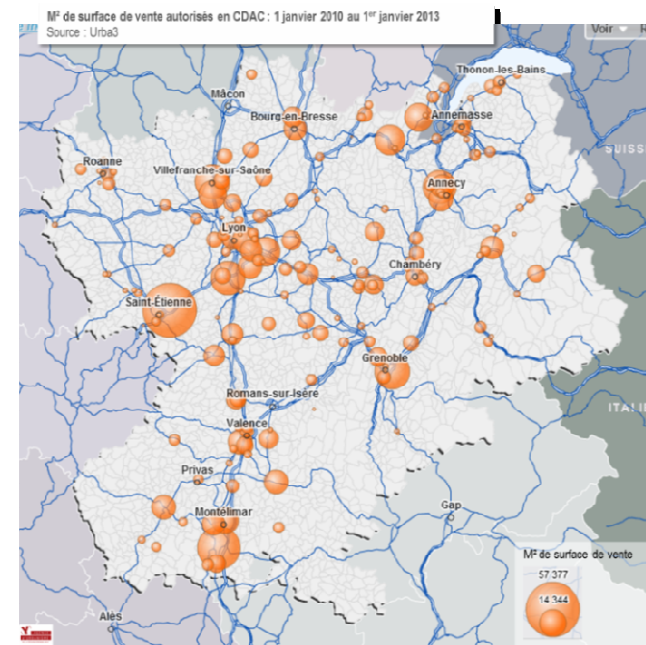 M² de surface de vente autorisés en CDAC : 1 janvier 2010 au 1er janvier 2013
Source : Urba3
Voir
R
Thonon-les-Bains
Mâcon
Bourg-en-Bresse
Annemasse
SUISS
Roanne
Villefranche-sur-Saône
Annecy
Lyon
Chambéry
Saint-Étienne
Grenoble
Romans-sur-Isère
ITALI
Valence
Privas
Gap
Montélimar
M² de surface de vente
57 377
14 344
Alès